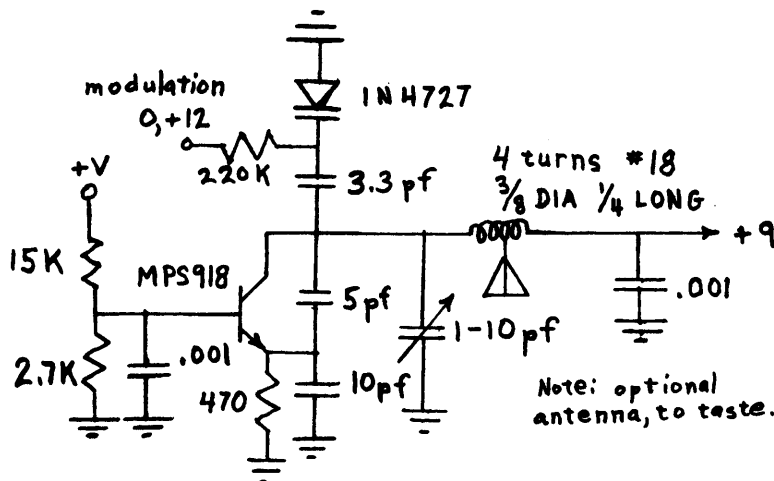 modulation
0,+12
1N4727
220K
3.3 pf
4 turns #18
3/8 DIA 1/4 LONG
+V
+9
15K
MPS918
5pf
1-10pf
.001
2.7K
.001
470
10pf
Note: optional
antenna, to taste.